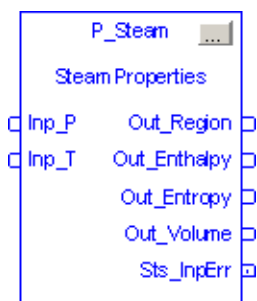 P_Steam ...
Steam Properties
Inp_P Out_Region
Inp_T Out_Enthalpy
Out_Entropy
Out_Volume
Sts_InpErr